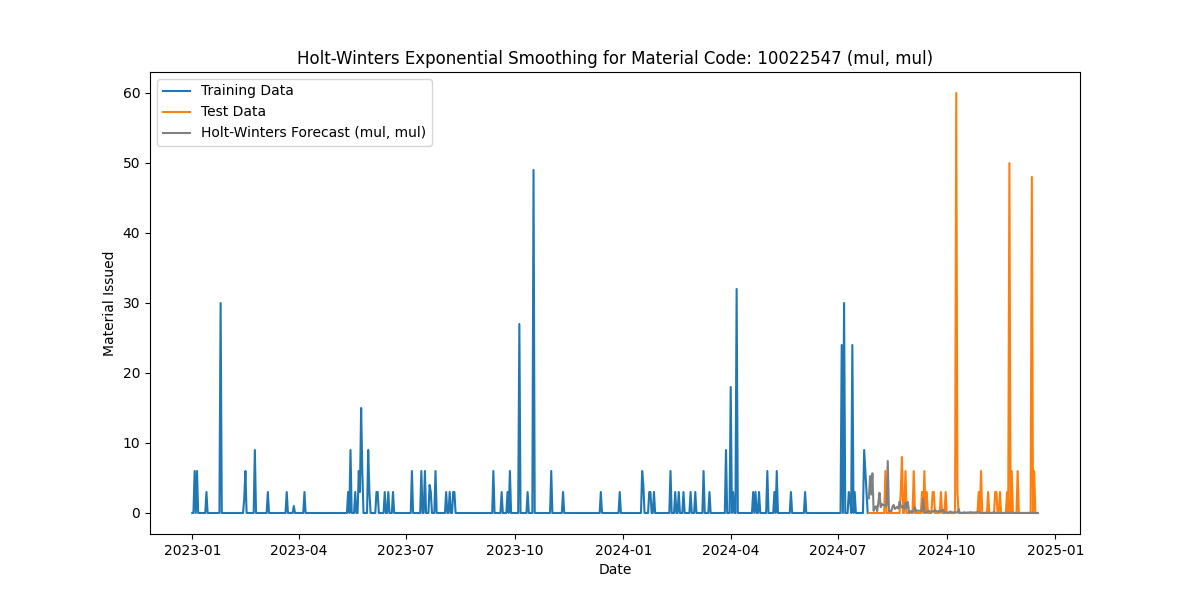 Holt-Winters Exponential Smoothing for Material Code: 10022547 (mul, mul)
Training Data
Test Data
Holt-Winters Forecast (mul, mul)
60
50
40
30
20
10
0
Material Issued
2023-01 2023-04 2023-07 2023-10 2024-01 2024-04 2024-07 2024-10 2025-01
Date